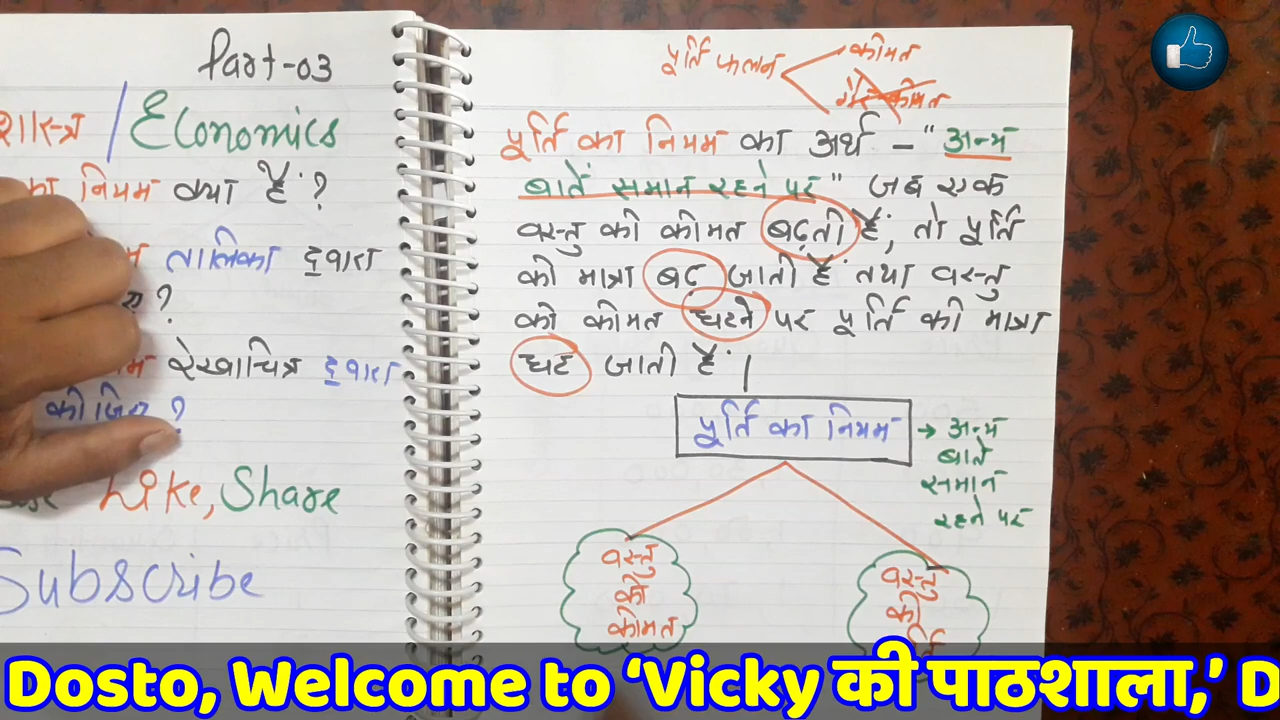 Part-03
शास्त्र / Economics
का नियम क्या हैं ?
तालिका द्वारा
?
रेखाचित्र द्वारा
कीजिए ?
Like, Share
Subscribe
पूर्ति फलन
कीमत
गैर कीमत
पूर्ति का नियम का अर्थ – " अन्य
बातें समान रहने पर " जब एक
वस्तु की कीमत बढ़ती हैं, तो पूर्ति
की मात्रा बढ़ जाती हैं तथा वस्तु
की कीमत घटने पर पूर्ति की मात्रा
घट जाती हैं |
पूर्ति का नियम → अन्य
बातें
समान
रहने पर
वस्तु
की
कीमत
वस्तु
की
Dosto, Welcome to ‘Vicky की पाठशाला,’ D